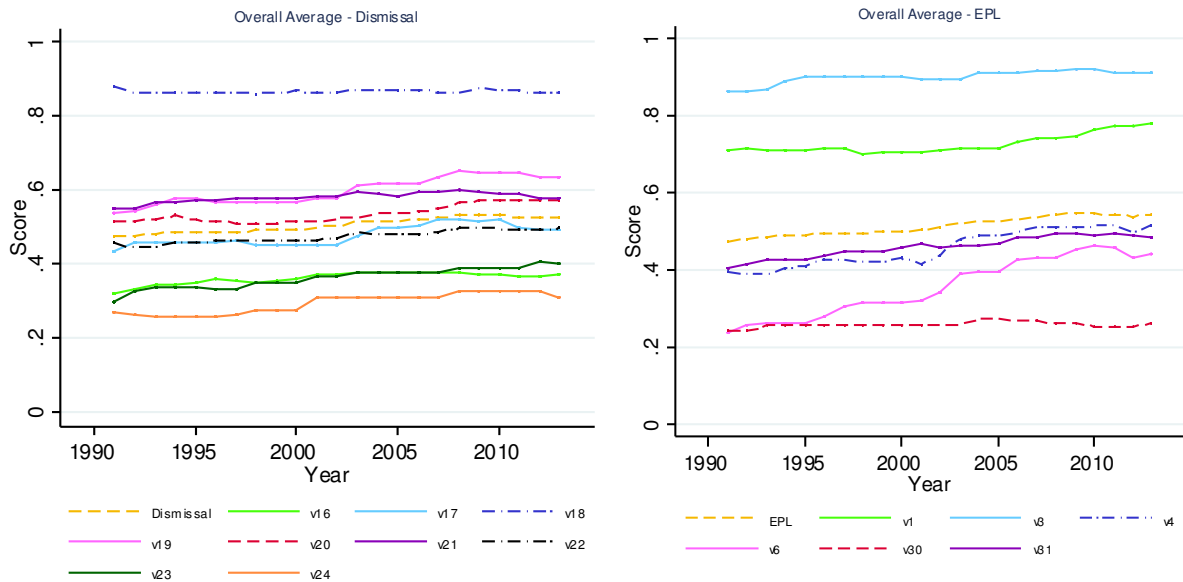 Overall Average - Dismissal
1
.8
.6
.4
.2
0
Score
1990 1995 2000 2005 2010
Year
Dismissal v16 v17 v18
v19 v20 v21 v22
v23 v24
Overall Average - EPL
1
.8
.6
.4
.2
0
Score
1990 1995 2000 2005 2010
Year
EPL v1 v3 v4
v6 v30 v31